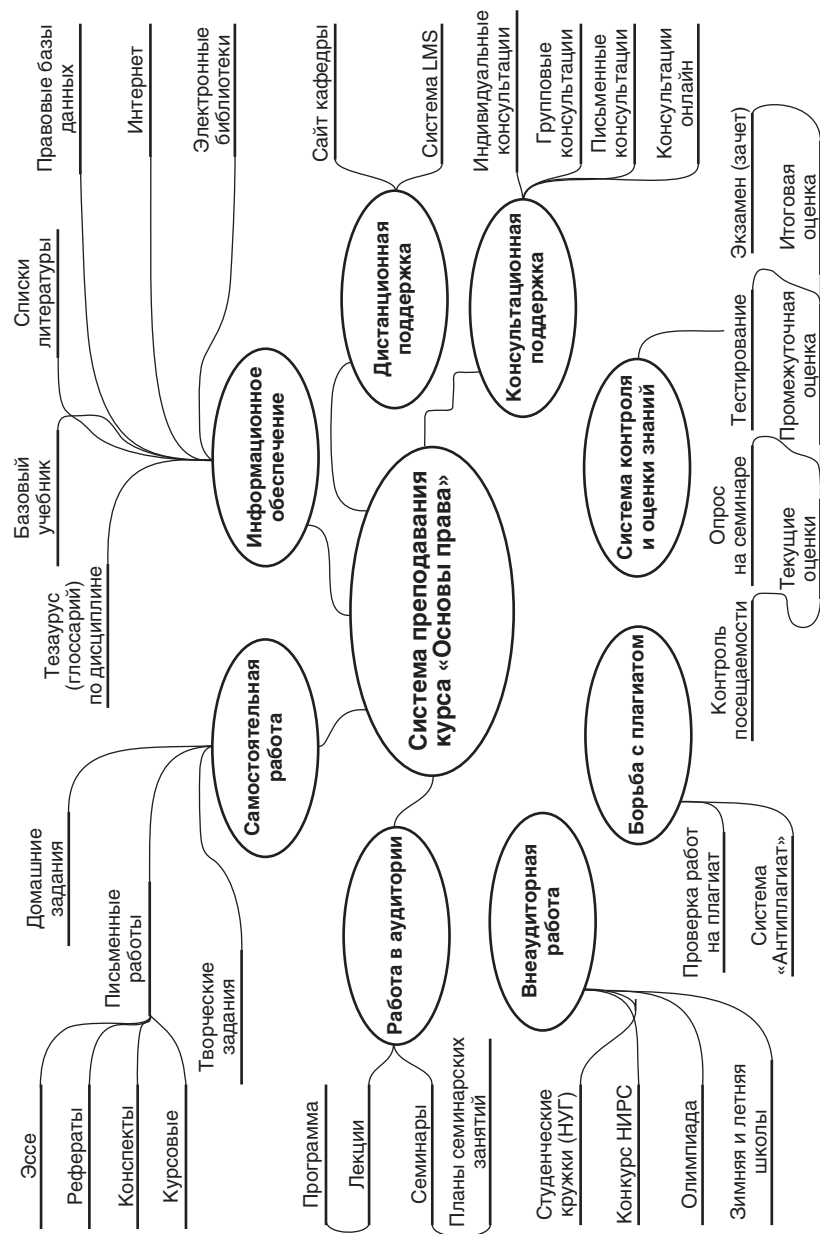 Эссе
Рефераты
Конспекты
Курсовые
Домашние
задания
Письменные
работы
Творческие
задания
Самостоятельная
работа
Тезаурус
(глоссарий)
по дисциплине
Базовый
учебник
Списки
литературы
Правовые базы
данных
Интернет
Электронные
библиотеки
Информационное
обеспечение
Программа
Лекции
Семинары
Планы семинарских
занятий
Работа в аудитории
Система преподавания
курса «Основы права»
Дистанционная
поддержка
Сайт кафедры
Система LMS
Консультационная
поддержка
Индивидуальные
консультации
Групповые
консультации
Письменные
консультации
Консультации
онлайн
Студенческие
кружки (НУГ)
Конкурс НИРС
Олимпиада
Зимняя и летняя
школы
Внеаудиторная
работа
Борьба с плагиатом
Проверка работ
на плагиат
Система
«Антиплагиат»
Система контроля
и оценки знаний
Контроль
посещаемости
Опрос
на семинаре
Тестирование
Экзамен (зачет)
Текущие
оценки
Промежуточная
оценка
Итоговая
оценка